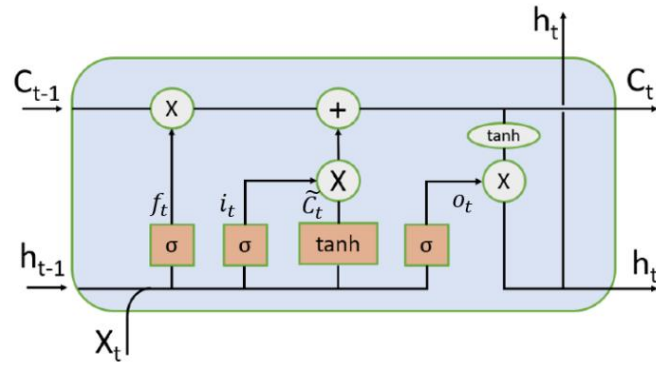 h_t
C_{t-1}
X
+
C_t
tanh
X
X
f_t
i_t
C̃_t
o_t
σ
σ
tanh
σ
h_{t-1}
h_t
X_t